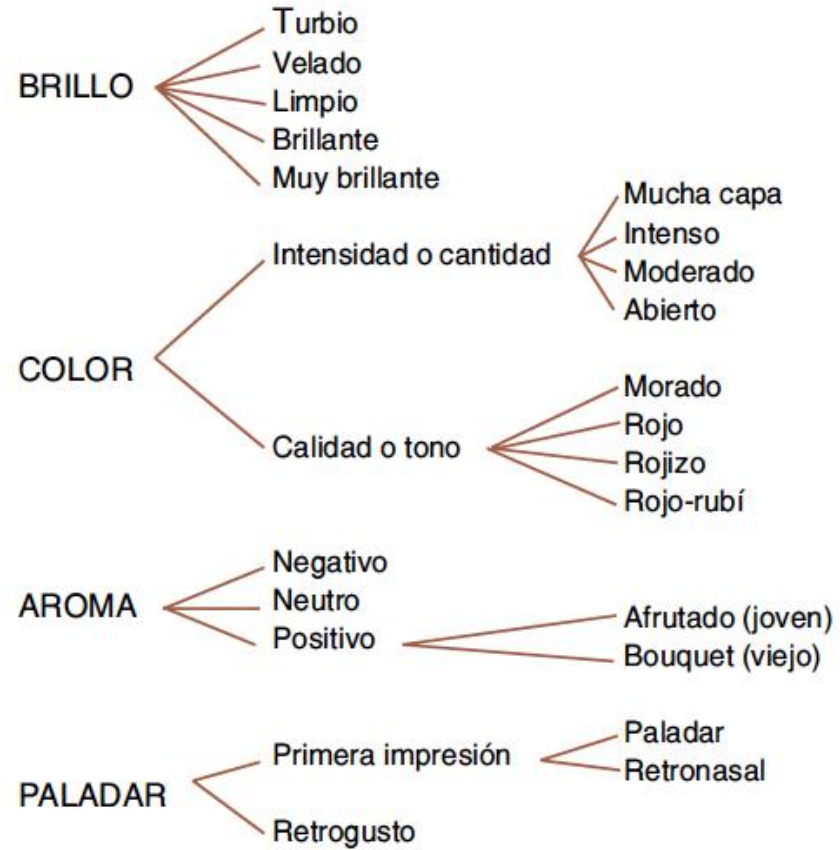 BRILLO
Turbio
Velado
Limpio
Brillante
Muy brillante
COLOR
Intensidad o cantidad
Mucha capa
Intenso
Moderado
Abierto
Calidad o tono
Morado
Rojo
Rojizo
Rojo-rubí
AROMA
Negativo
Neutro
Positivo
Afrutado (joven)
Bouquet (viejo)
PALADAR
Primera impresión
Paladar
Retronasal
Retrogusto